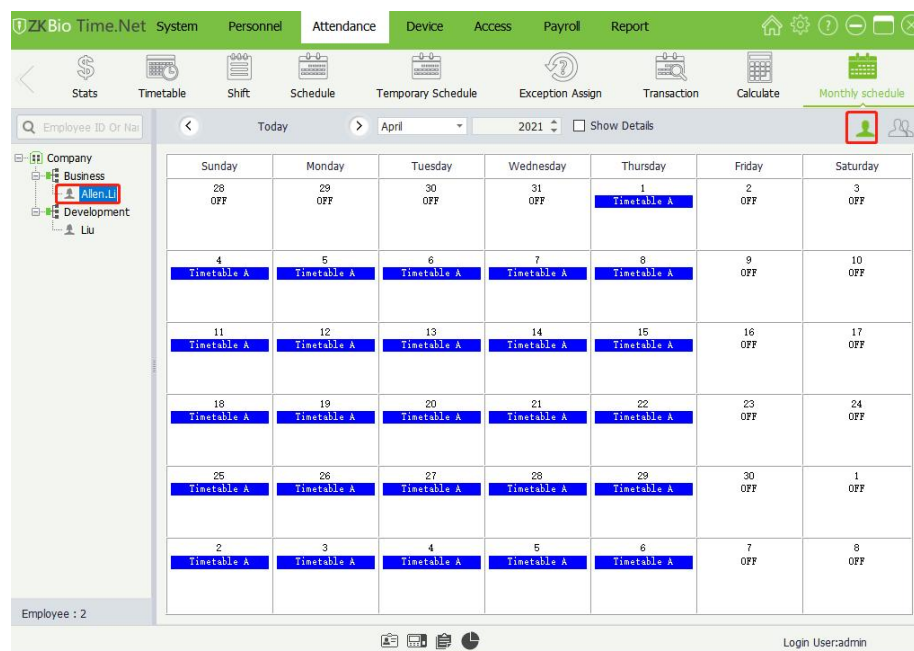 ZKBio Time.Net System Personnel Attendance Device Access Payroll Report
Stats Timetable Shift Schedule Temporary Schedule Exception Assign Transaction Calculate Monthly schedule
Employee ID Or Nar Today April 2021 Show Details
Company
Business
Allen.Li
Development
Liu
Sunday Monday Tuesday Wednesday Thursday Friday Saturday
28 29 30 31 1 2 3
OFF OFF OFF OFF Timetable A OFF OFF
4 5 6 7 8 9 10
Timetable A Timetable A Timetable A Timetable A Timetable A OFF OFF
11 12 13 14 15 16 17
Timetable A Timetable A Timetable A Timetable A Timetable A OFF OFF
18 19 20 21 22 23 24
Timetable A Timetable A Timetable A Timetable A Timetable A OFF OFF
25 26 27 28 29 30 1
Timetable A Timetable A Timetable A Timetable A Timetable A OFF OFF
2 3 4 5 6 7 8
Timetable A Timetable A Timetable A Timetable A Timetable A OFF OFF
Employee : 2
Login User:admin